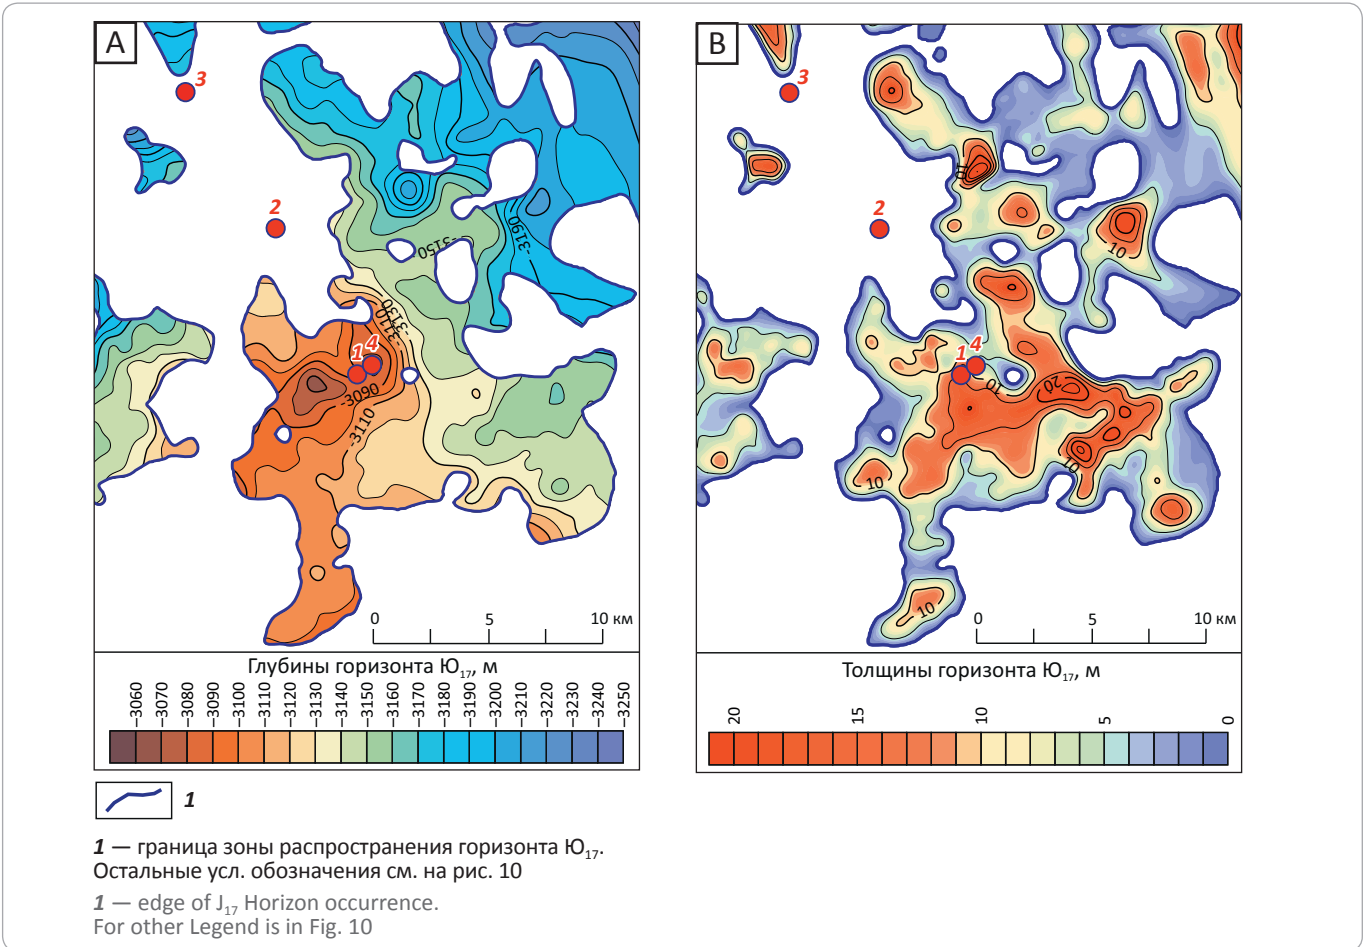 A
3
2
1
4
-3190
-3150
-3130
-3110
-3090
-3110
0 5 10 км
Глубины горизонта Ю17, м
−3060 −3070 −3080 −3090 −3100 −3110 −3120 −3130 −3140 −3150 −3160 −3170 −3180 −3190 −3200 −3210 −3220 −3230 −3240 −3250
B
3
10
2
10
1
4
10
20
10
10
10
0 5 10 км
Толщины горизонта Ю17, м
20 15 10 5 0
1
1 — граница зоны распространения горизонта Ю17.
Остальные усл. обозначения см. на рис. 10
1 — edge of J17 Horizon occurrence.
For other Legend is in Fig. 10